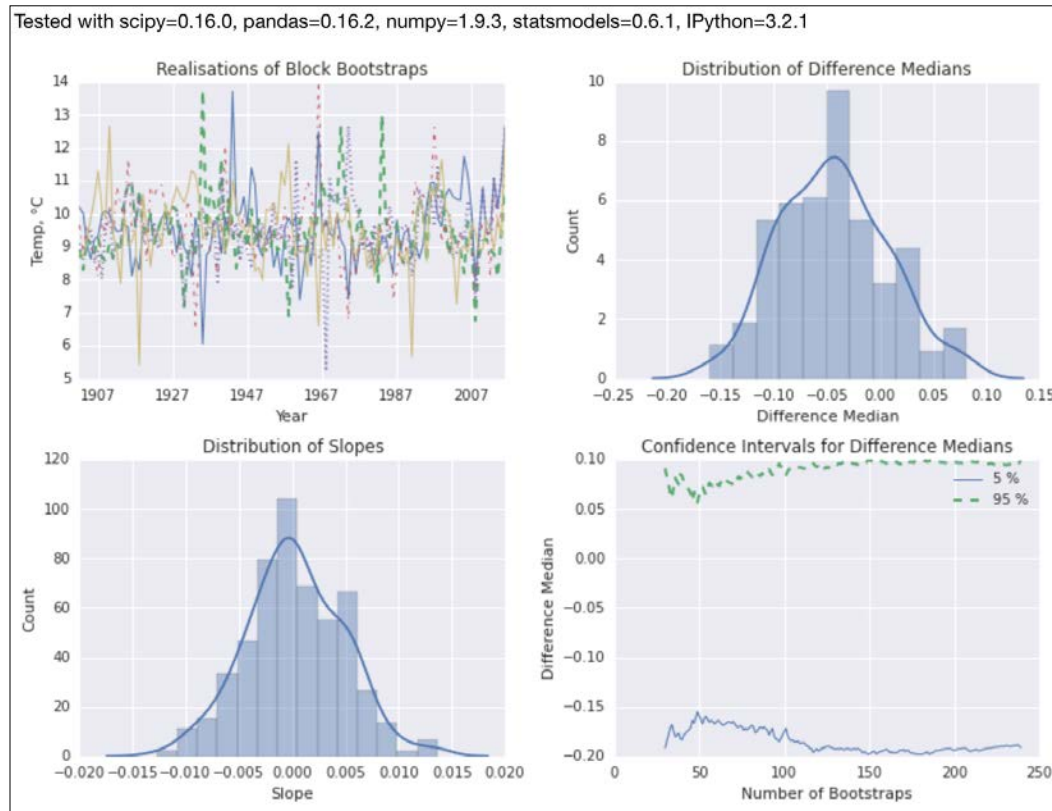 Tested with scipy=0.16.0, pandas=0.16.2, numpy=1.9.3, statsmodels=0.6.1, IPython=3.2.1
Realisations of Block Bootstraps
14
13
12
11
10
9
8
7
6
5
Temp, °C
1907 1927 1947 1967 1987 2007
Year
Distribution of Difference Medians
10
8
6
4
2
0
Count
−0.25 −0.20 −0.15 −0.10 −0.05 0.00 0.05 0.10 0.15
Difference Median
Distribution of Slopes
120
100
80
60
40
20
0
Count
−0.020 −0.015 −0.010 −0.005 0.000 0.005 0.010 0.015 0.020
Slope
Confidence Intervals for Difference Medians
0.10
0.05
0.00
−0.05
−0.10
−0.15
−0.20
Difference Median
5 %
95 %
0 50 100 150 200 250
Number of Bootstraps